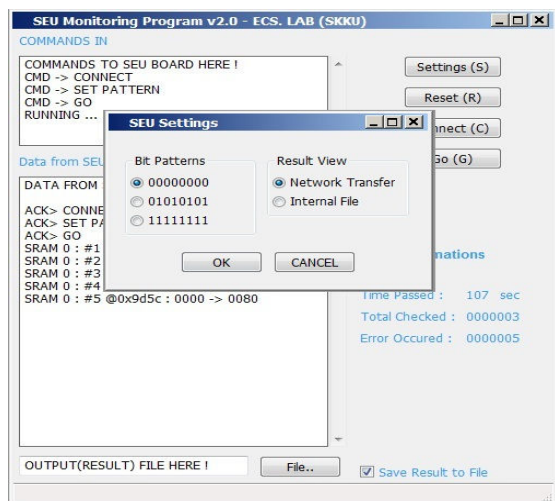 SEU Monitoring Program v2.0 - ECS. LAB (SKKU)
COMMANDS IN
COMMANDS TO SEU BOARD HERE !
CMD -> CONNECT
CMD -> SET PATTERN
CMD -> GO
RUNNING ...
Settings (S)
Reset (R)
nnect (C)
Go (G)
SEU Settings
Bit Patterns
00000000
01010101
11111111
Result View
Network Transfer
Internal File
OK
CANCEL
Data from SEU
DATA FROM
ACK> CONNE
ACK> SET PA
ACK> GO
SRAM 0 : #1
SRAM 0 : #2
SRAM 0 : #3
SRAM 0 : #4
SRAM 0 : #5 @0x9d5c : 0000 -> 0080
mations
Time Passed : 107 sec
Total Checked : 0000003
Error Occured : 0000005
OUTPUT(RESULT) FILE HERE !
File..
Save Result to File